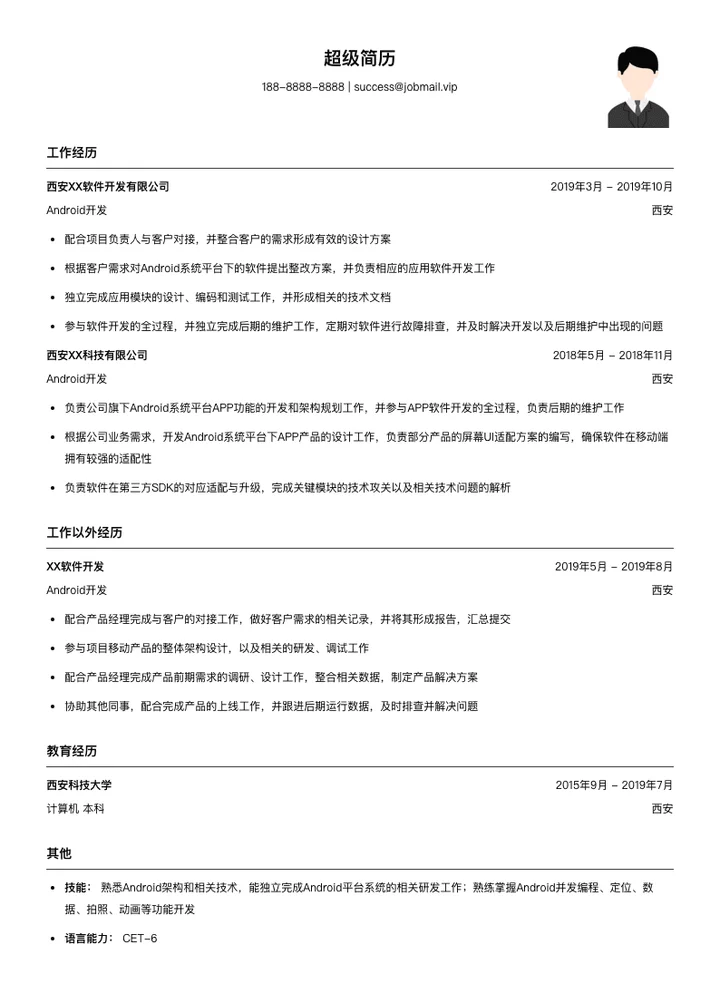 超级简历
188-8888-8888 | success@jobmail.vip
工作经历
西安XX软件开发有限公司 2019年3月 - 2019年10月
Android开发 西安
• 配合项目负责人与客户对接，并整合客户的需求形成有效的设计方案
• 根据客户需求对Android系统平台下的软件提出整改方案，并负责相应的应用软件开发工作
• 独立完成应用模块的设计、编码和测试工作，并形成相关的技术文档
• 参与软件开发的全过程，并独立完成后期的维护工作，定期对软件进行故障排查，并及时解决开发以及后期维护中出现的问题
西安XX科技有限公司 2018年5月 - 2018年11月
Android开发 西安
• 负责公司旗下Android系统平台APP功能的开发和架构规划工作，并参与APP软件开发的全过程，负责后期的维护工作
• 根据公司业务需求，开发Android系统平台下APP产品的设计工作，负责部分产品的屏幕UI适配方案的编写，确保软件在移动端
拥有较强的适配性
• 负责软件在第三方SDK的对应适配与升级，完成关键模块的技术攻关以及相关技术问题的解析
工作以外经历
XX软件开发 2019年5月 - 2019年8月
Android开发 西安
• 配合产品经理完成与客户的对接工作，做好客户需求的相关记录，并将其形成报告，汇总提交
• 参与项目移动产品的整体架构设计，以及相关的研发、调试工作
• 配合产品经理完成产品前期需求的调研、设计工作，整合相关数据，制定产品解决方案
• 协助其他同事，配合完成产品的上线工作，并跟进后期运行数据，及时排查并解决问题
教育经历
西安科技大学 2015年9月 - 2019年7月
计算机 本科 西安
其他
• 技能： 熟悉Android架构和相关技术，能独立完成Android平台系统的相关研发工作；熟练掌握Android并发编程、定位、数
据、拍照、动画等功能开发
• 语言能力： CET-6